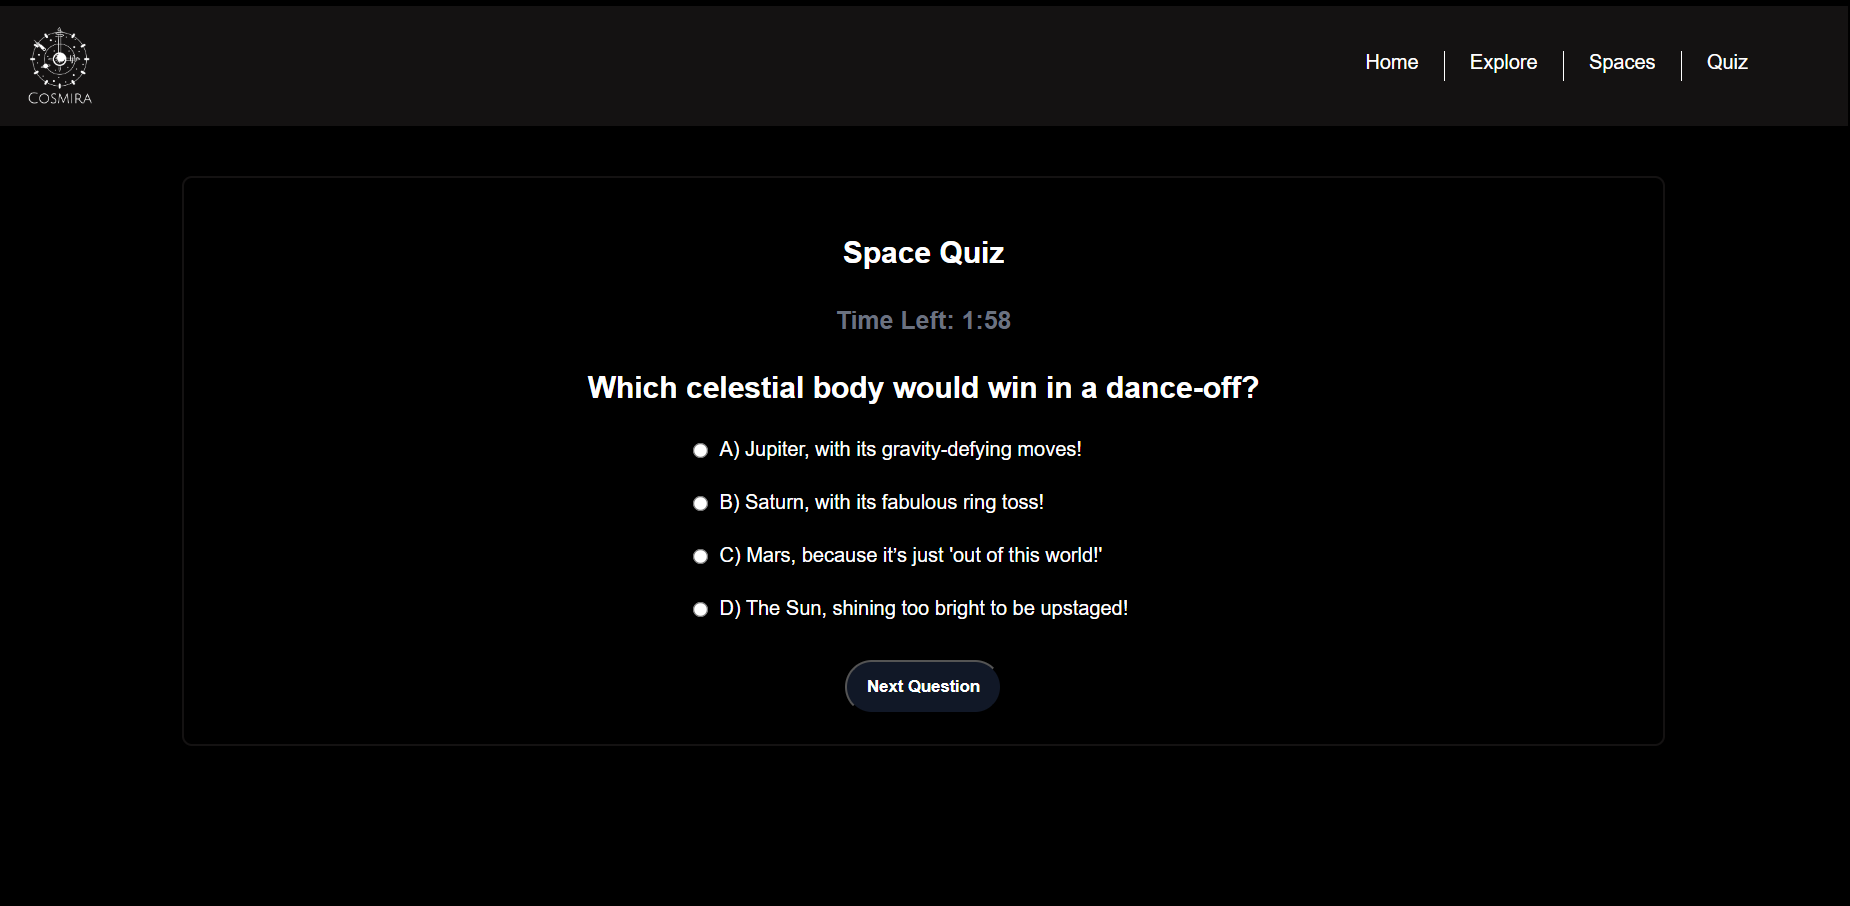 COSMIRA
Home
Explore
Spaces
Quiz
Space Quiz
Time Left: 1:58
Which celestial body would win in a dance-off?
A) Jupiter, with its gravity-defying moves!
B) Saturn, with its fabulous ring toss!
C) Mars, because it’s just 'out of this world!'
D) The Sun, shining too bright to be upstaged!
Next Question